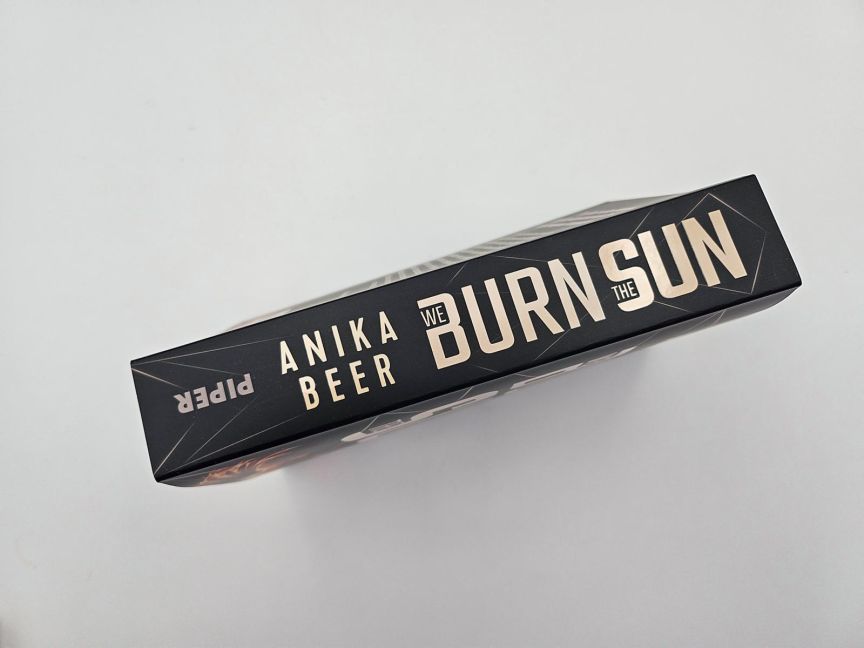 PIPER
ANIKA
BEER
WE BURN THE SUN